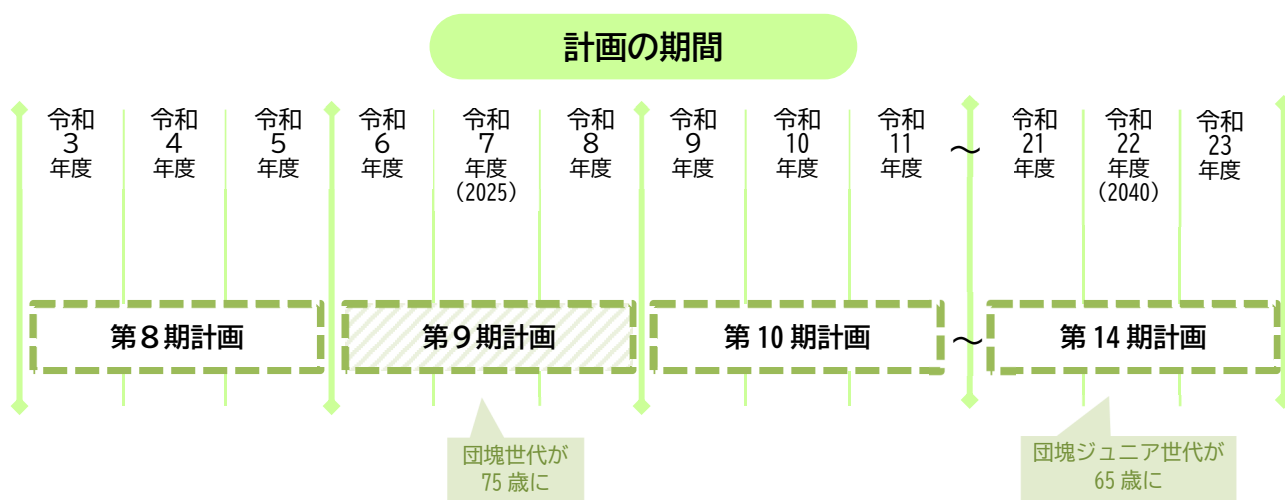 計画の期間
令和
3
年度
令和
4
年度
令和
5
年度
令和
6
年度
令和
7
年度
（2025）
令和
8
年度
令和
9
年度
令和
10
年度
令和
11
年度
～
令和
21
年度
令和
22
年度
（2040）
令和
23
年度
第8期計画
第9期計画
第 10 期計画
～
第 14 期計画
団塊世代が
75 歳に
団塊ジュニア世代が
65 歳に